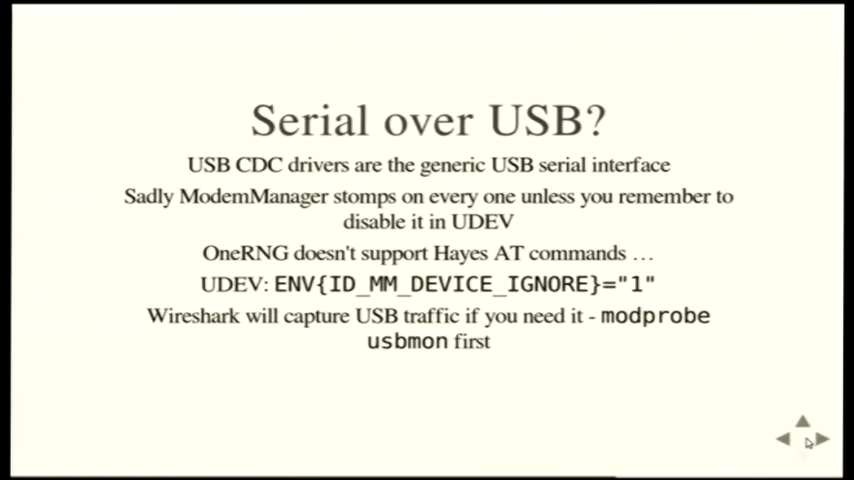 Serial over USB?
USB CDC drivers are the generic USB serial interface
Sadly ModemManager stomps on every one unless you remember to
disable it in UDEV
OneRNG doesn't support Hayes AT commands …
UDEV: ENV{ID_MM_DEVICE_IGNORE}="1"
Wireshark will capture USB traffic if you need it - modprobe
usbmon first